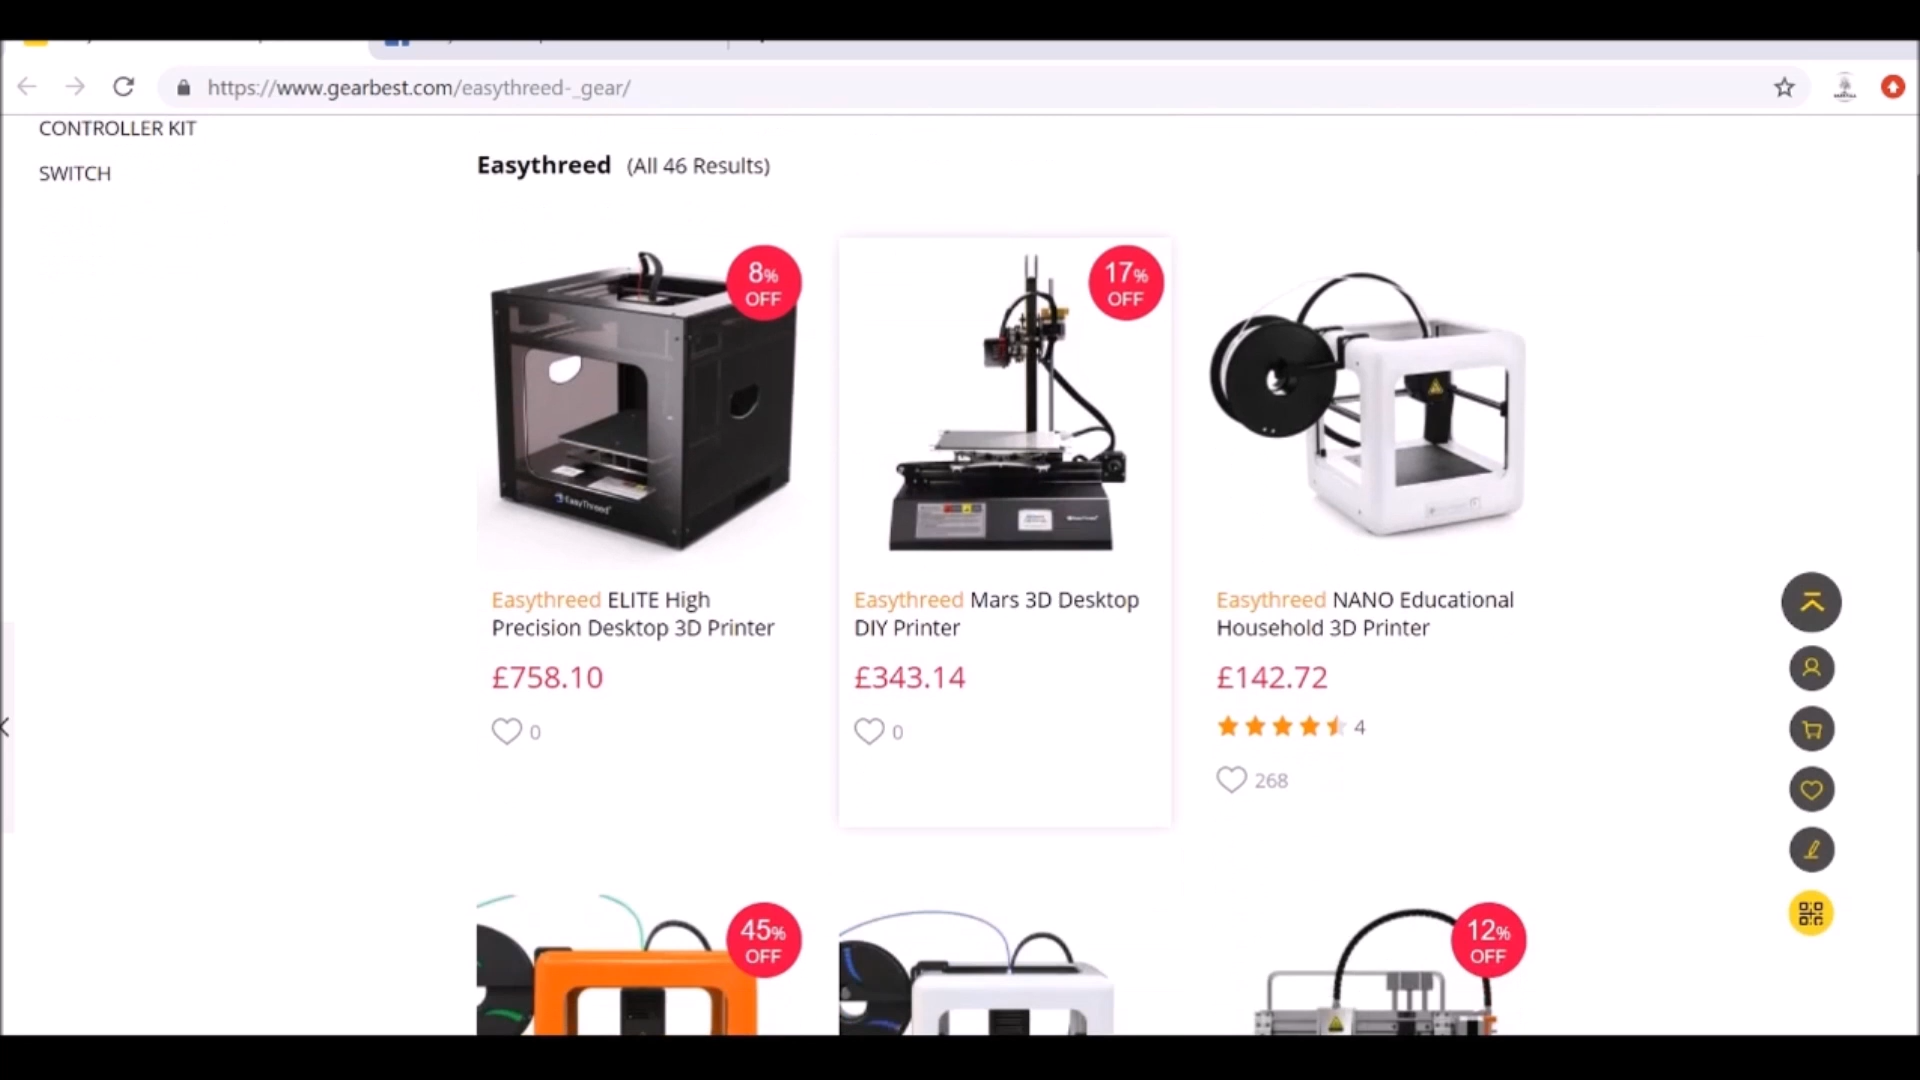 https://www.gearbest.com/easythreed-_gear/
CONTROLLER KIT
SWITCH
Easythreed (All 46 Results)
8% OFF
17% OFF
EasyThreed
Easythreed ELITE High
Precision Desktop 3D Printer
£758.10
0
Easythreed Mars 3D Desktop
DIY Printer
£343.14
0
Easythreed NANO Educational
Household 3D Printer
£142.72
4
268
45% OFF
12% OFF